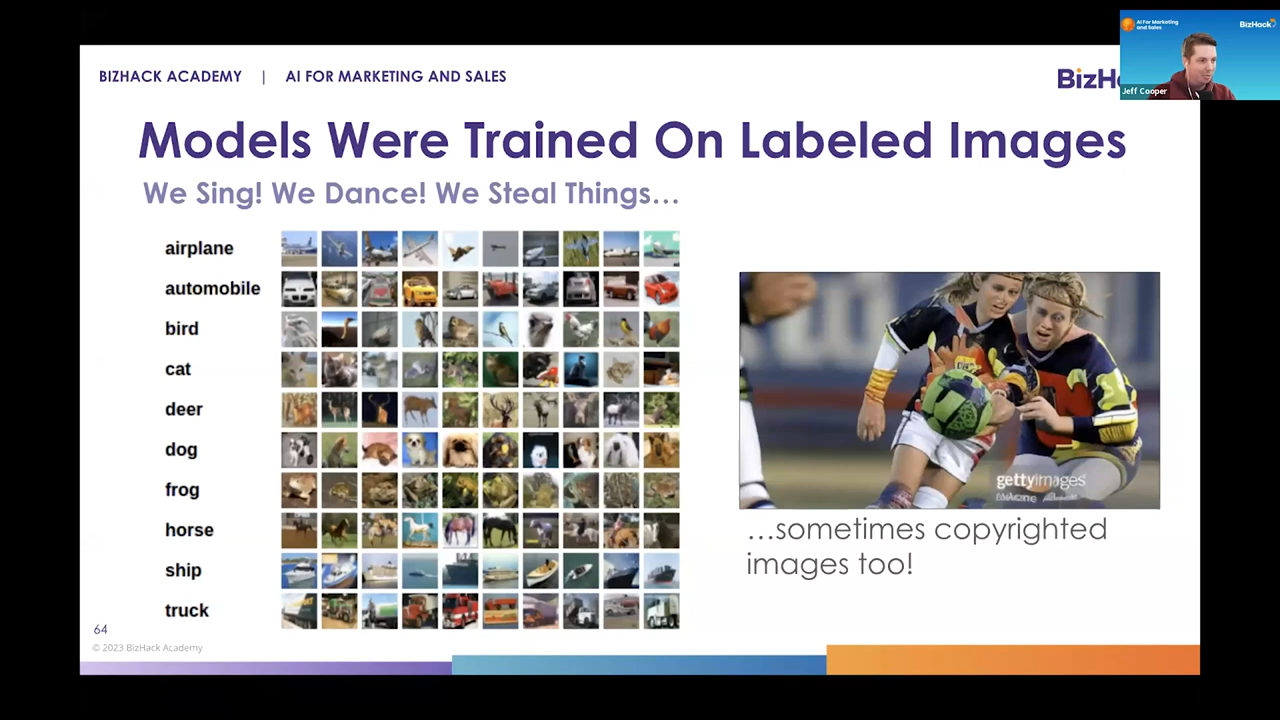 BIZHACK ACADEMY | AI FOR MARKETING AND SALES
BizH
AI For Marketing
and Sales
BizHack
Jeff Cooper
Models Were Trained On Labeled Images
We Sing! We Dance! We Steal Things…
airplane
automobile
bird
cat
deer
dog
frog
horse
ship
truck
gettyimages
…sometimes copyrighted
images too!
64
© 2023 BizHack Academy